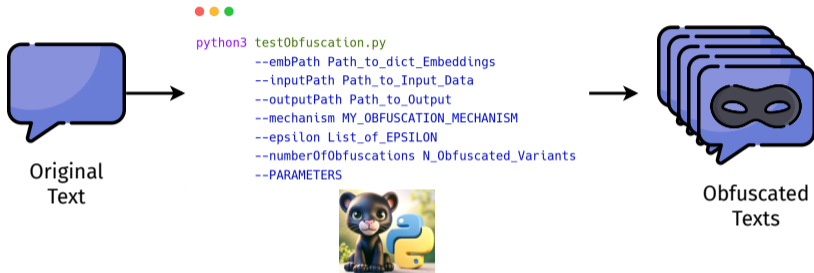 python3 testObfuscation.py
--embPath Path_to_dict_Embeddings
--inputPath Path_to_Input_Data
--outputPath Path_to_Output
--mechanism MY_OBFUSCATION_MECHANISM
--epsilon List_of_EPSILON
--numberOfObfuscations N_Obfuscated_Variants
--PARAMETERS
Original
Text
Obfuscated
Texts